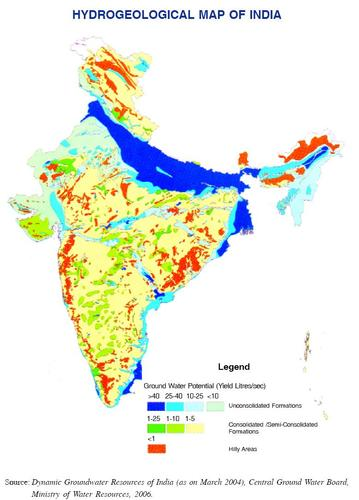 HYDROGEOLOGICAL MAP OF INDIA
Legend
Ground Water Potential (Yield Litres/sec)
>40 25-40 10-25 <10
Unconsolidated Formations
1-25 1-10 1-5
Consolidated /Semi-Consolidated
Formations
<1
Hilly Areas
Source: Dynamic Groundwater Resources of India (as on March 2004), Central Ground Water Board,
Ministry of Water Resources, 2006.